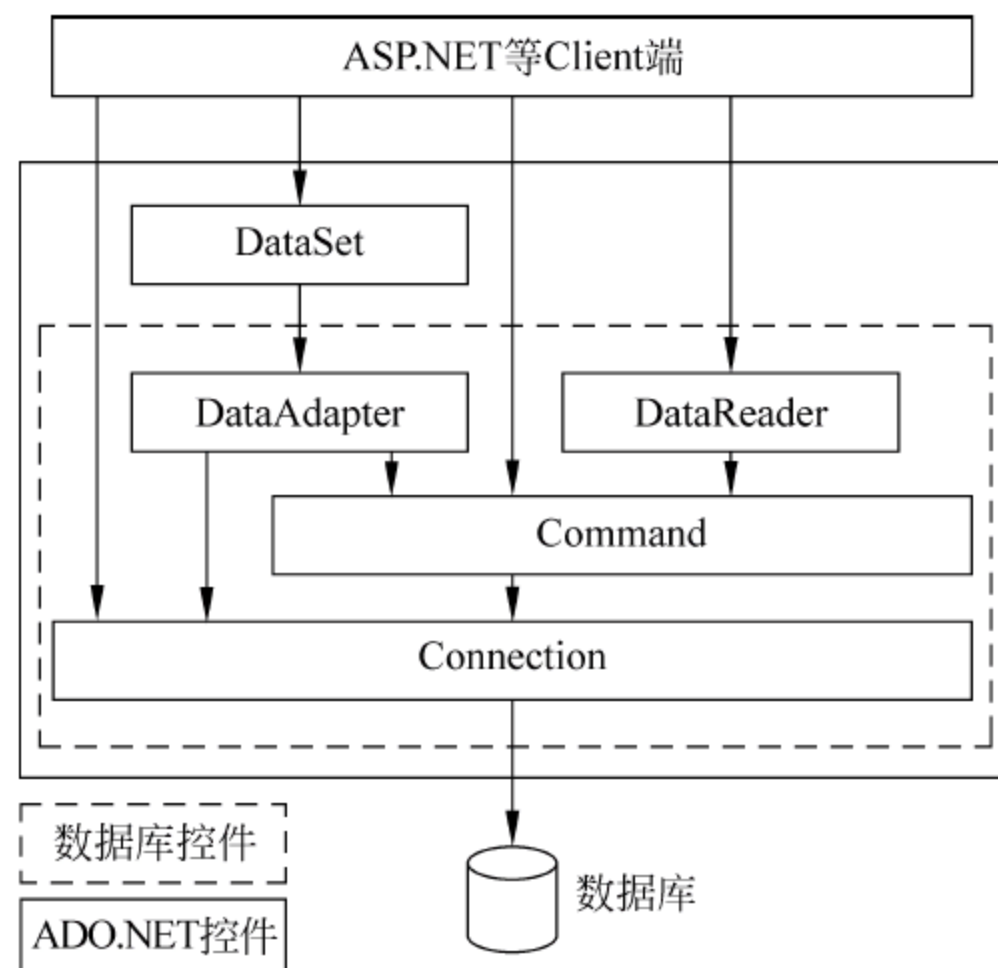 ASP.NET等Client端
DataSet
DataAdapter
DataReader
Command
Connection
数据库控件
数据库
ADO.NET控件